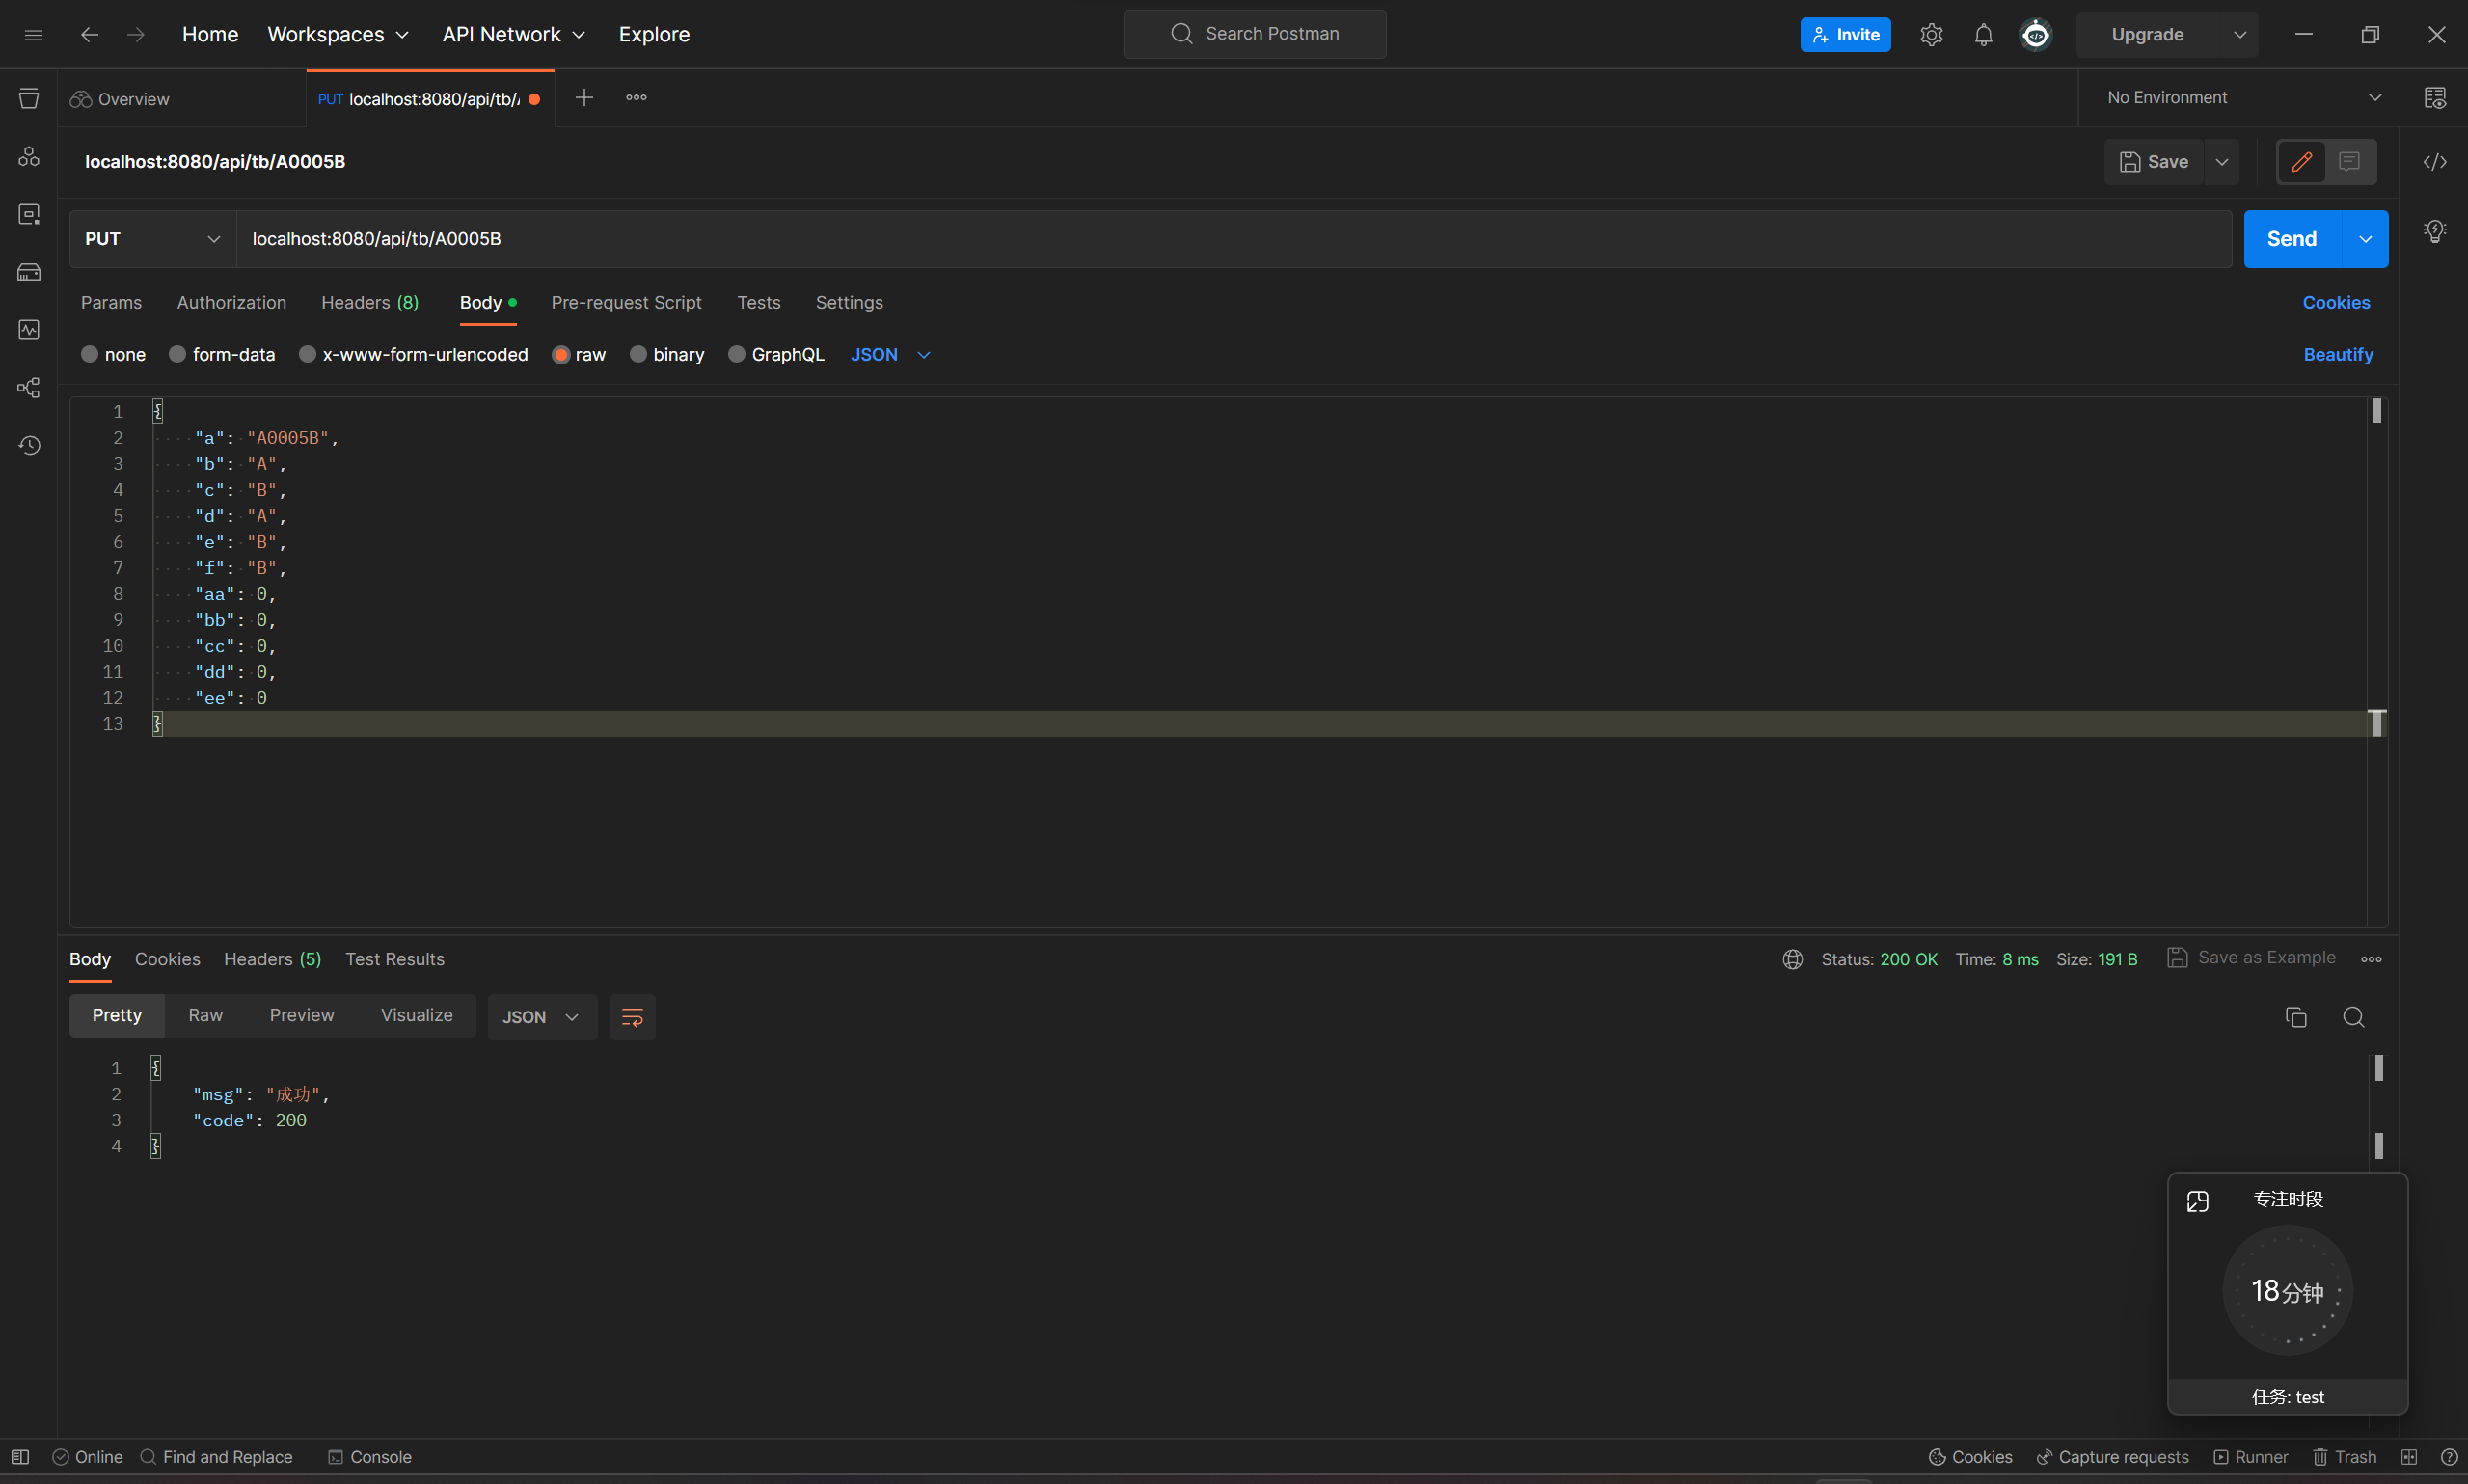 Home Workspaces API Network Explore Search Postman Invite Upgrade
Overview PUT localhost:8080/api/tb/ No Environment
localhost:8080/api/tb/A0005B Save
PUT localhost:8080/api/tb/A0005B Send
Params Authorization Headers (8) Body Pre-request Script Tests Settings Cookies
none form-data x-www-form-urlencoded raw binary GraphQL JSON Beautify
1 {
2 "a": "A0005B",
3 "b": "A",
4 "c": "B",
5 "d": "A",
6 "e": "B",
7 "f": "B",
8 "aa": 0,
9 "bb": 0,
10 "cc": 0,
11 "dd": 0,
12 "ee": 0
13 }
Body Cookies Headers (5) Test Results Status: 200 OK Time: 8 ms Size: 191 B Save as Example
Pretty Raw Preview Visualize JSON
1 {
2 "msg": "成功",
3 "code": 200
4 }
专注时段
18分钟
任务: test
Online Find and Replace Console Cookies Capture requests Runner Trash